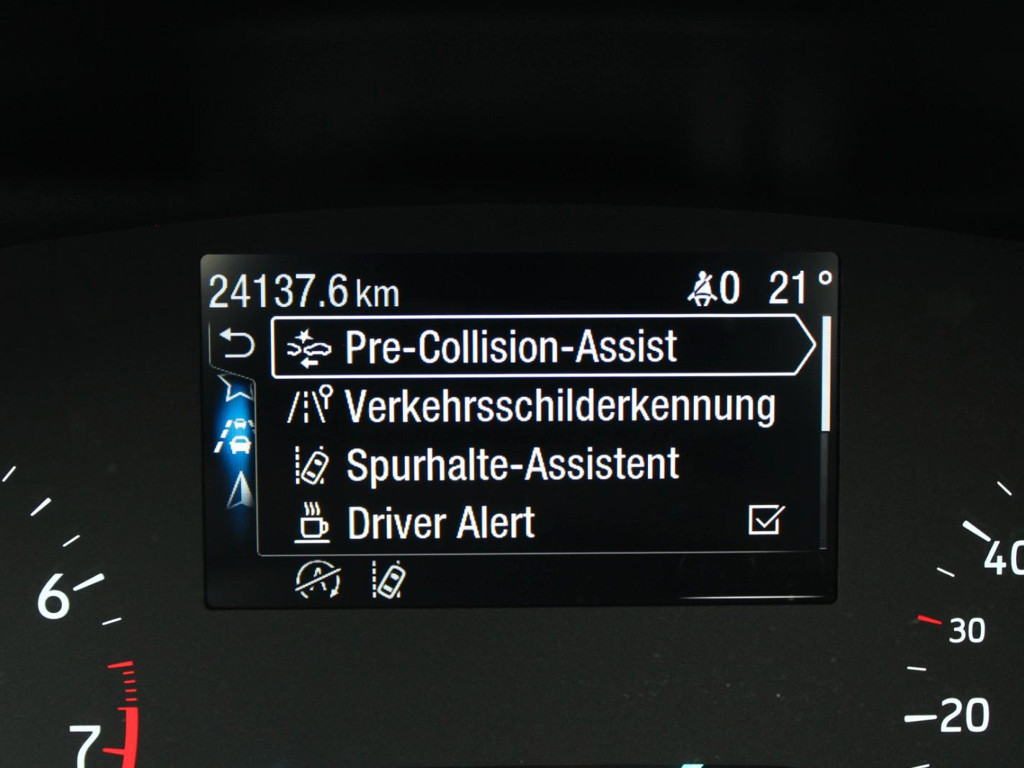 24137.6 km 0 21°
Pre-Collision-Assist
Verkehrsschilderkennung
Spurhalte-Assistent
Driver Alert
A
6
7
40
30
20